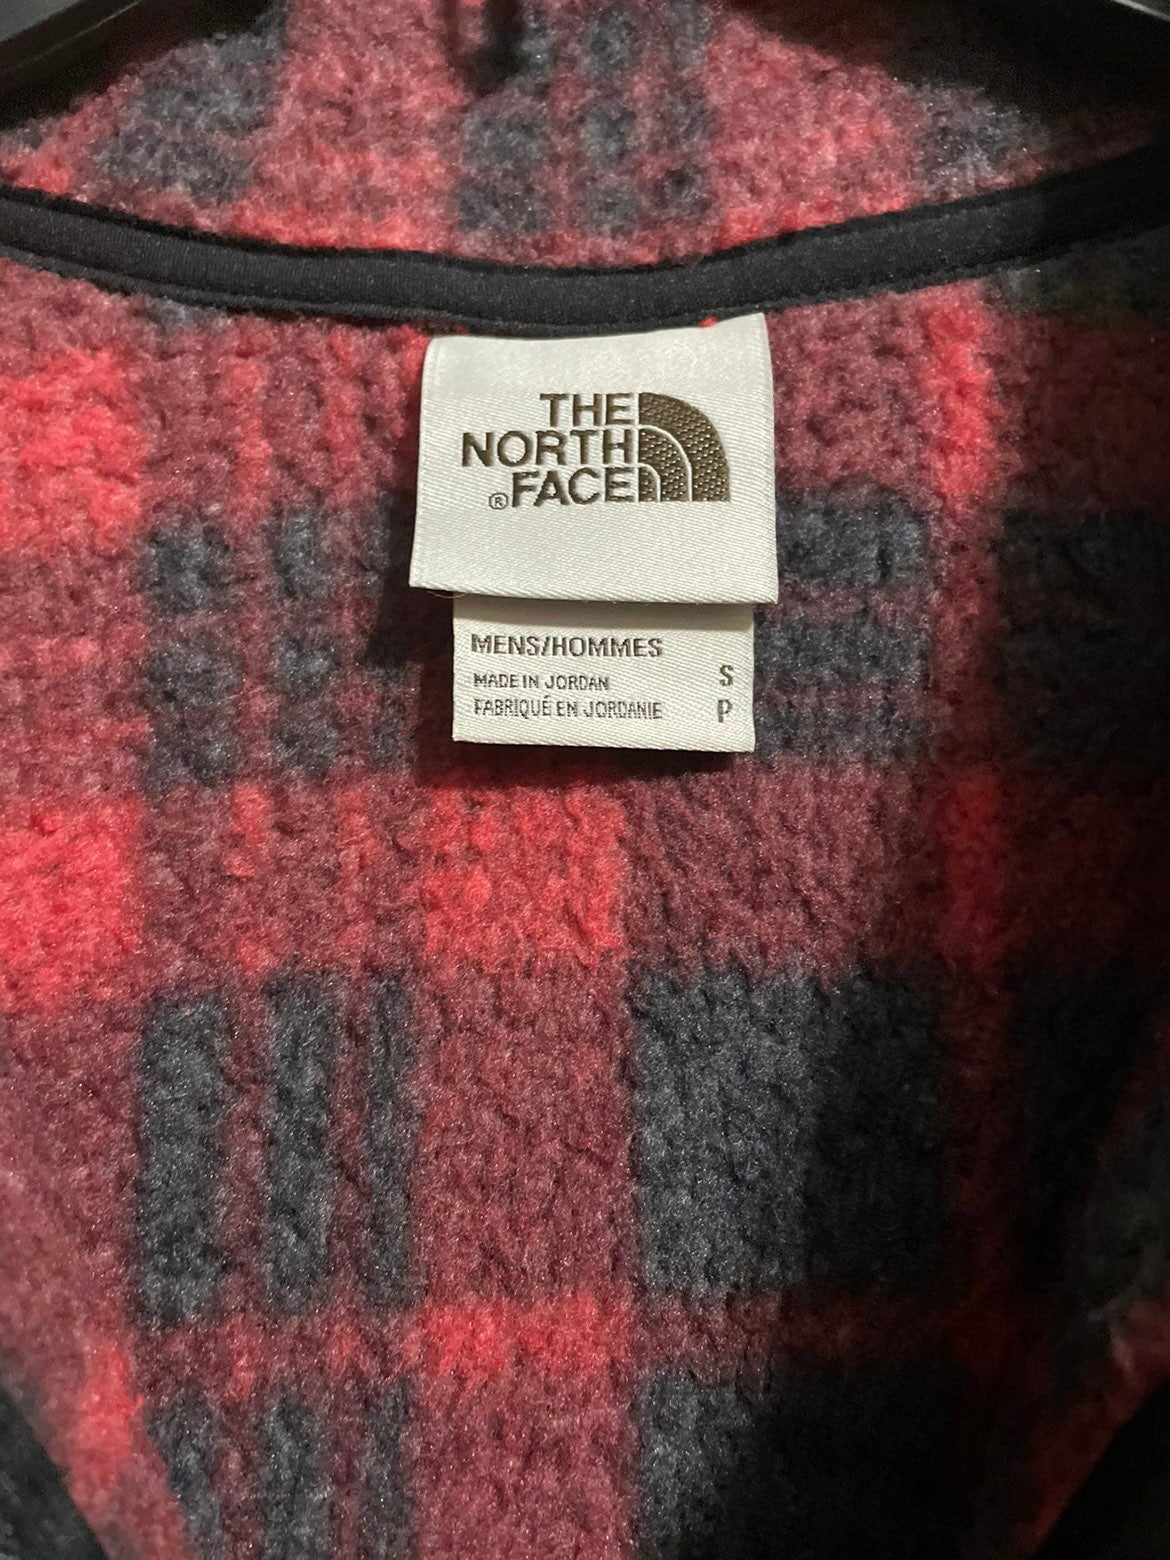 THE
NORTH
®FACE
MENS/HOMMES
MADE IN JORDAN S
FABRIQUÉ EN JORDANIE P